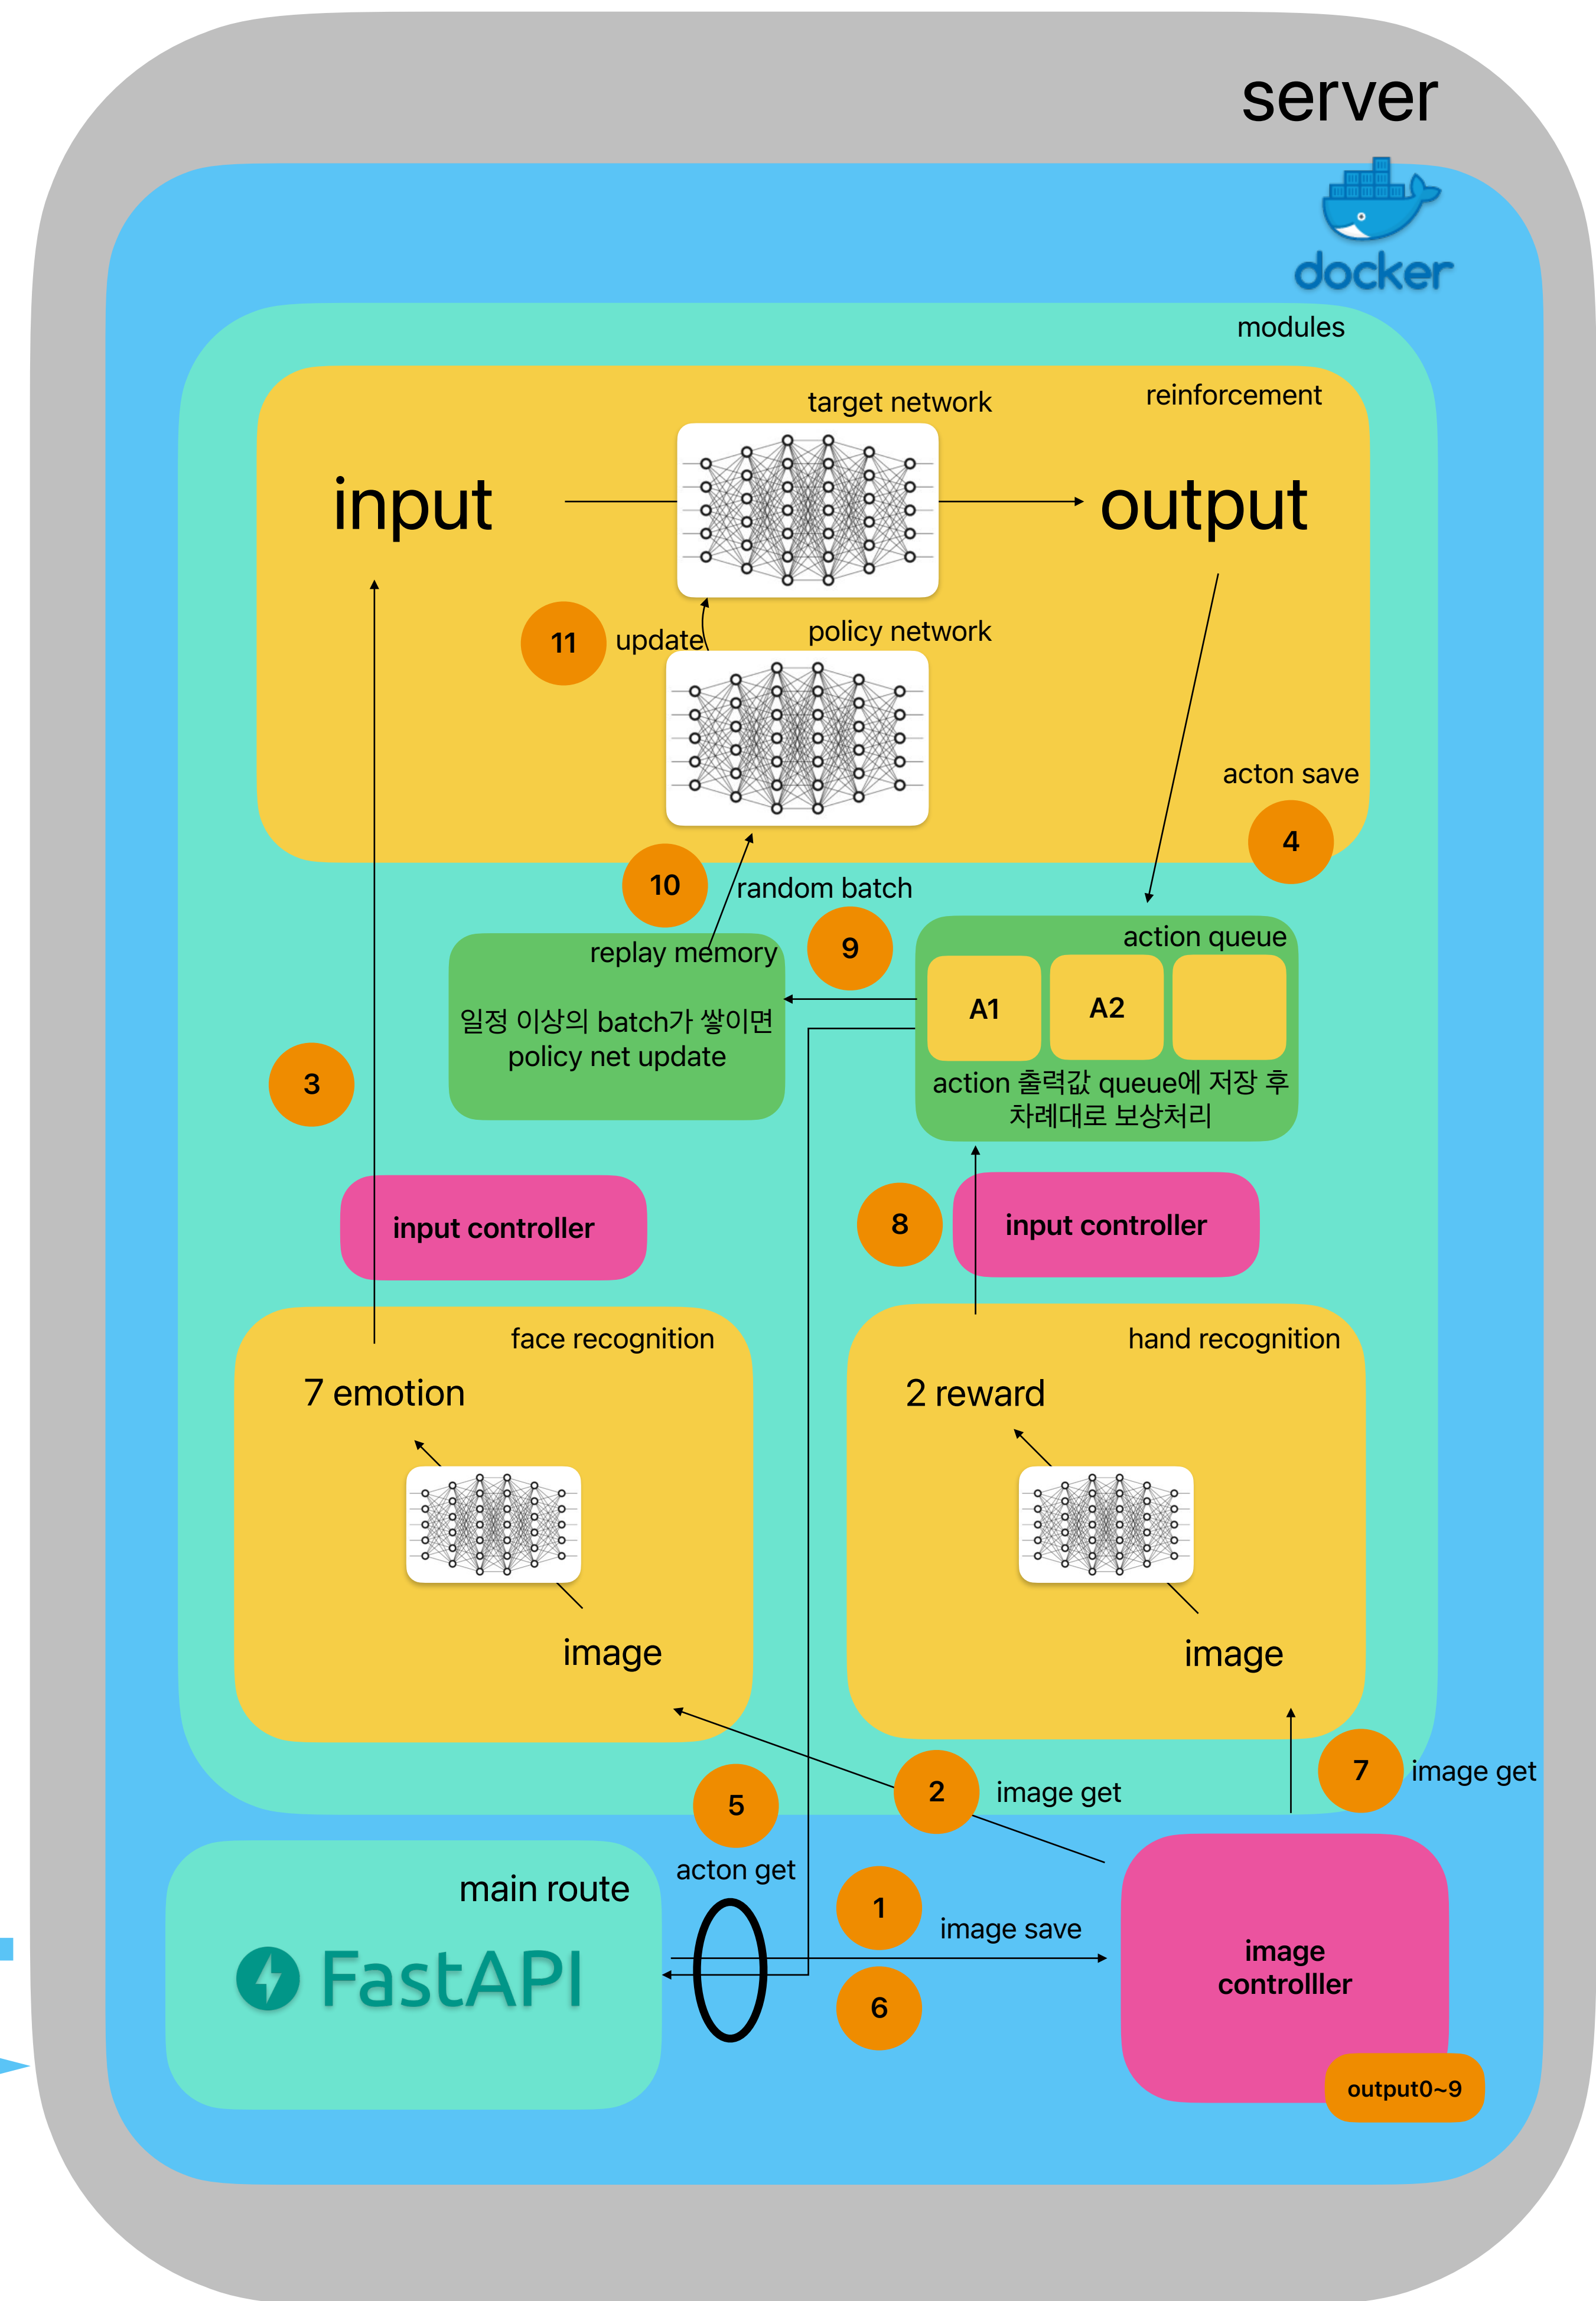 server
docker
modules
reinforcement
target network
input
output
11
update
policy network
acton save
4
10
random batch
9
replay memory
일정 이상의 batch가 쌓이면
policy net update
action queue
A1
A2
action 출력값 queue에 저장 후
차례대로 보상처리
3
input controller
8
input controller
face recognition
7 emotion
image
hand recognition
2 reward
image
7
image get
2
image get
5
acton get
main route
FastAPI
1
image save
6
image
controlller
output0~9